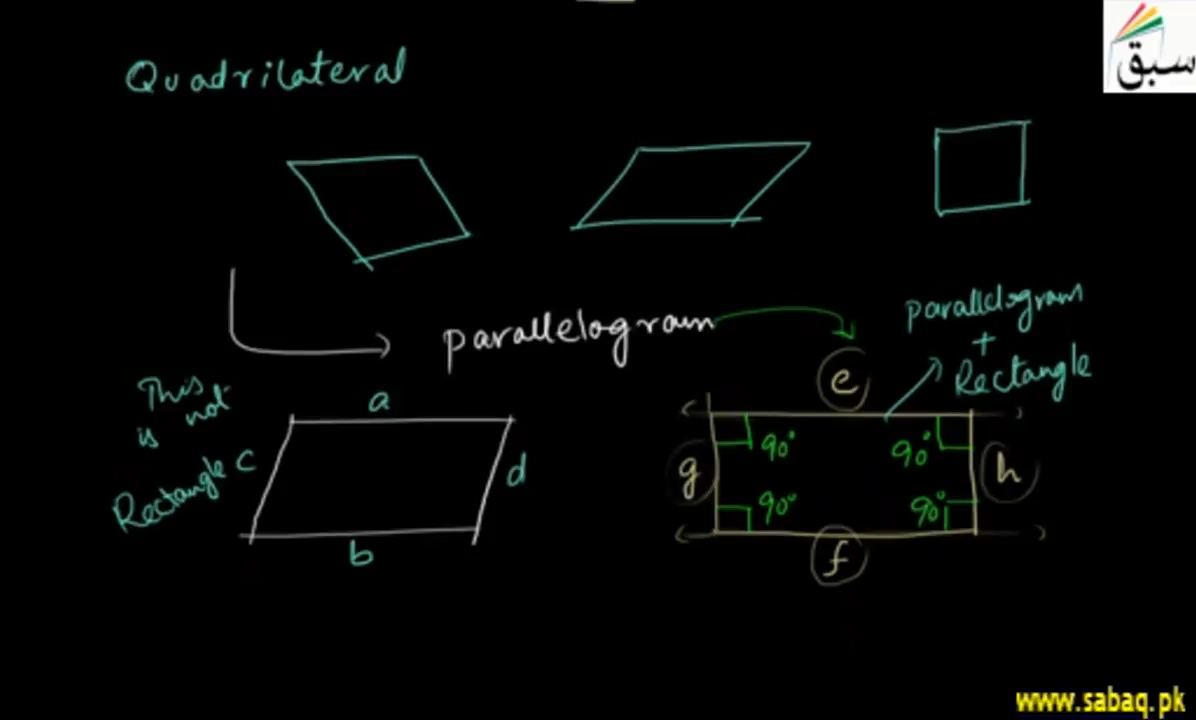 سبق
Quadrilateral
parallelogram
parallelogram
+
Rectangle
This
is not
Rectangle
a
c
d
b
e
g
h
f
90°
90°
90°
90°
www.sabaq.pk